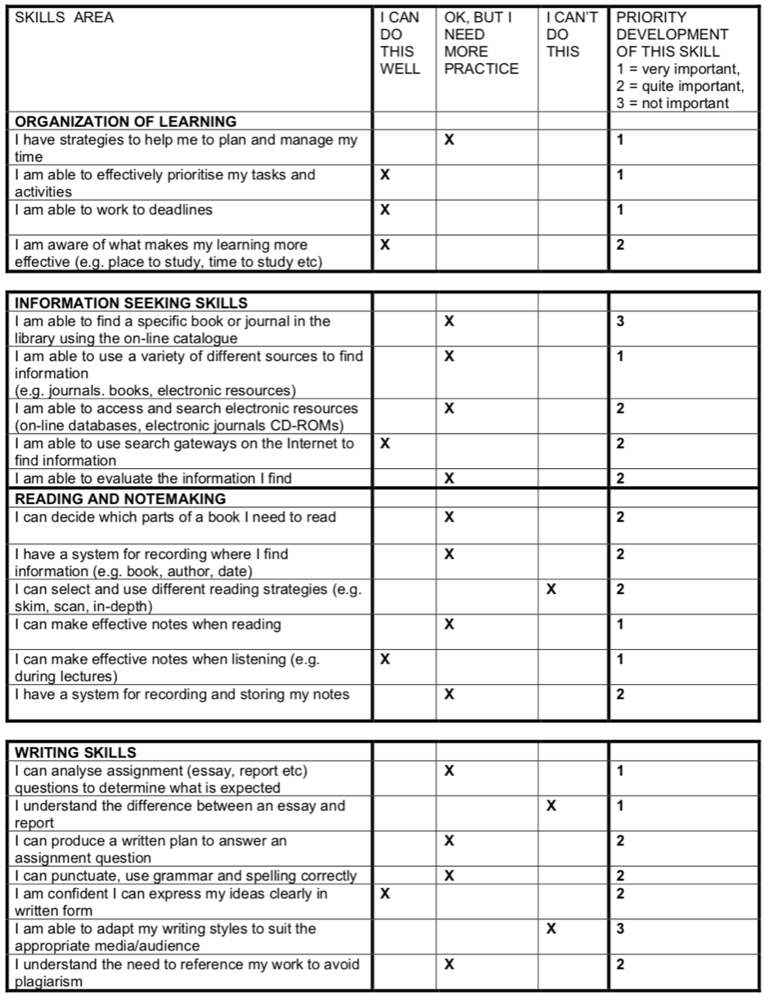 SKILLS AREA
I CAN DO THIS WELL
OK, BUT I NEED MORE PRACTICE
I CAN'T DO THIS
PRIORITY DEVELOPMENT OF THIS SKILL
1 = very important,
2 = quite important,
3 = not important
ORGANIZATION OF LEARNING
I have strategies to help me to plan and manage my
time
X
1
I am able to effectively prioritise my tasks and
activities
X
1
I am able to work to deadlines
X
1
I am aware of what makes my learning more
effective (e.g. place to study, time to study etc)
X
2
INFORMATION SEEKING SKILLS
I am able to find a specific book or journal in the
library using the on-line catalogue
X
3
I am able to use a variety of different sources to find
information
(e.g. journals. books, electronic resources)
X
1
I am able to access and search electronic resources
(on-line databases, electronic journals CD-ROMs)
X
2
I am able to use search gateways on the Internet to
find information
X
2
I am able to evaluate the information I find
X
2
READING AND NOTEMAKING
I can decide which parts of a book I need to read
X
2
I have a system for recording where I find
information (e.g. book, author, date)
X
2
I can select and use different reading strategies (e.g.
skim, scan, in-depth)
X
2
I can make effective notes when reading
X
1
I can make effective notes when listening (e.g.
during lectures)
X
1
I have a system for recording and storing my notes
X
2
WRITING SKILLS
I can analyse assignment (essay, report etc)
questions to determine what is expected
X
1
I understand the difference between an essay and
report
X
1
I can produce a written plan to answer an
assignment question
X
2
I can punctuate, use grammar and spelling correctly
X
2
I am confident I can express my ideas clearly in
written form
X
2
I am able to adapt my writing styles to suit the
appropriate media/audience
X
3
I understand the need to reference my work to avoid
plagiarism
X
2